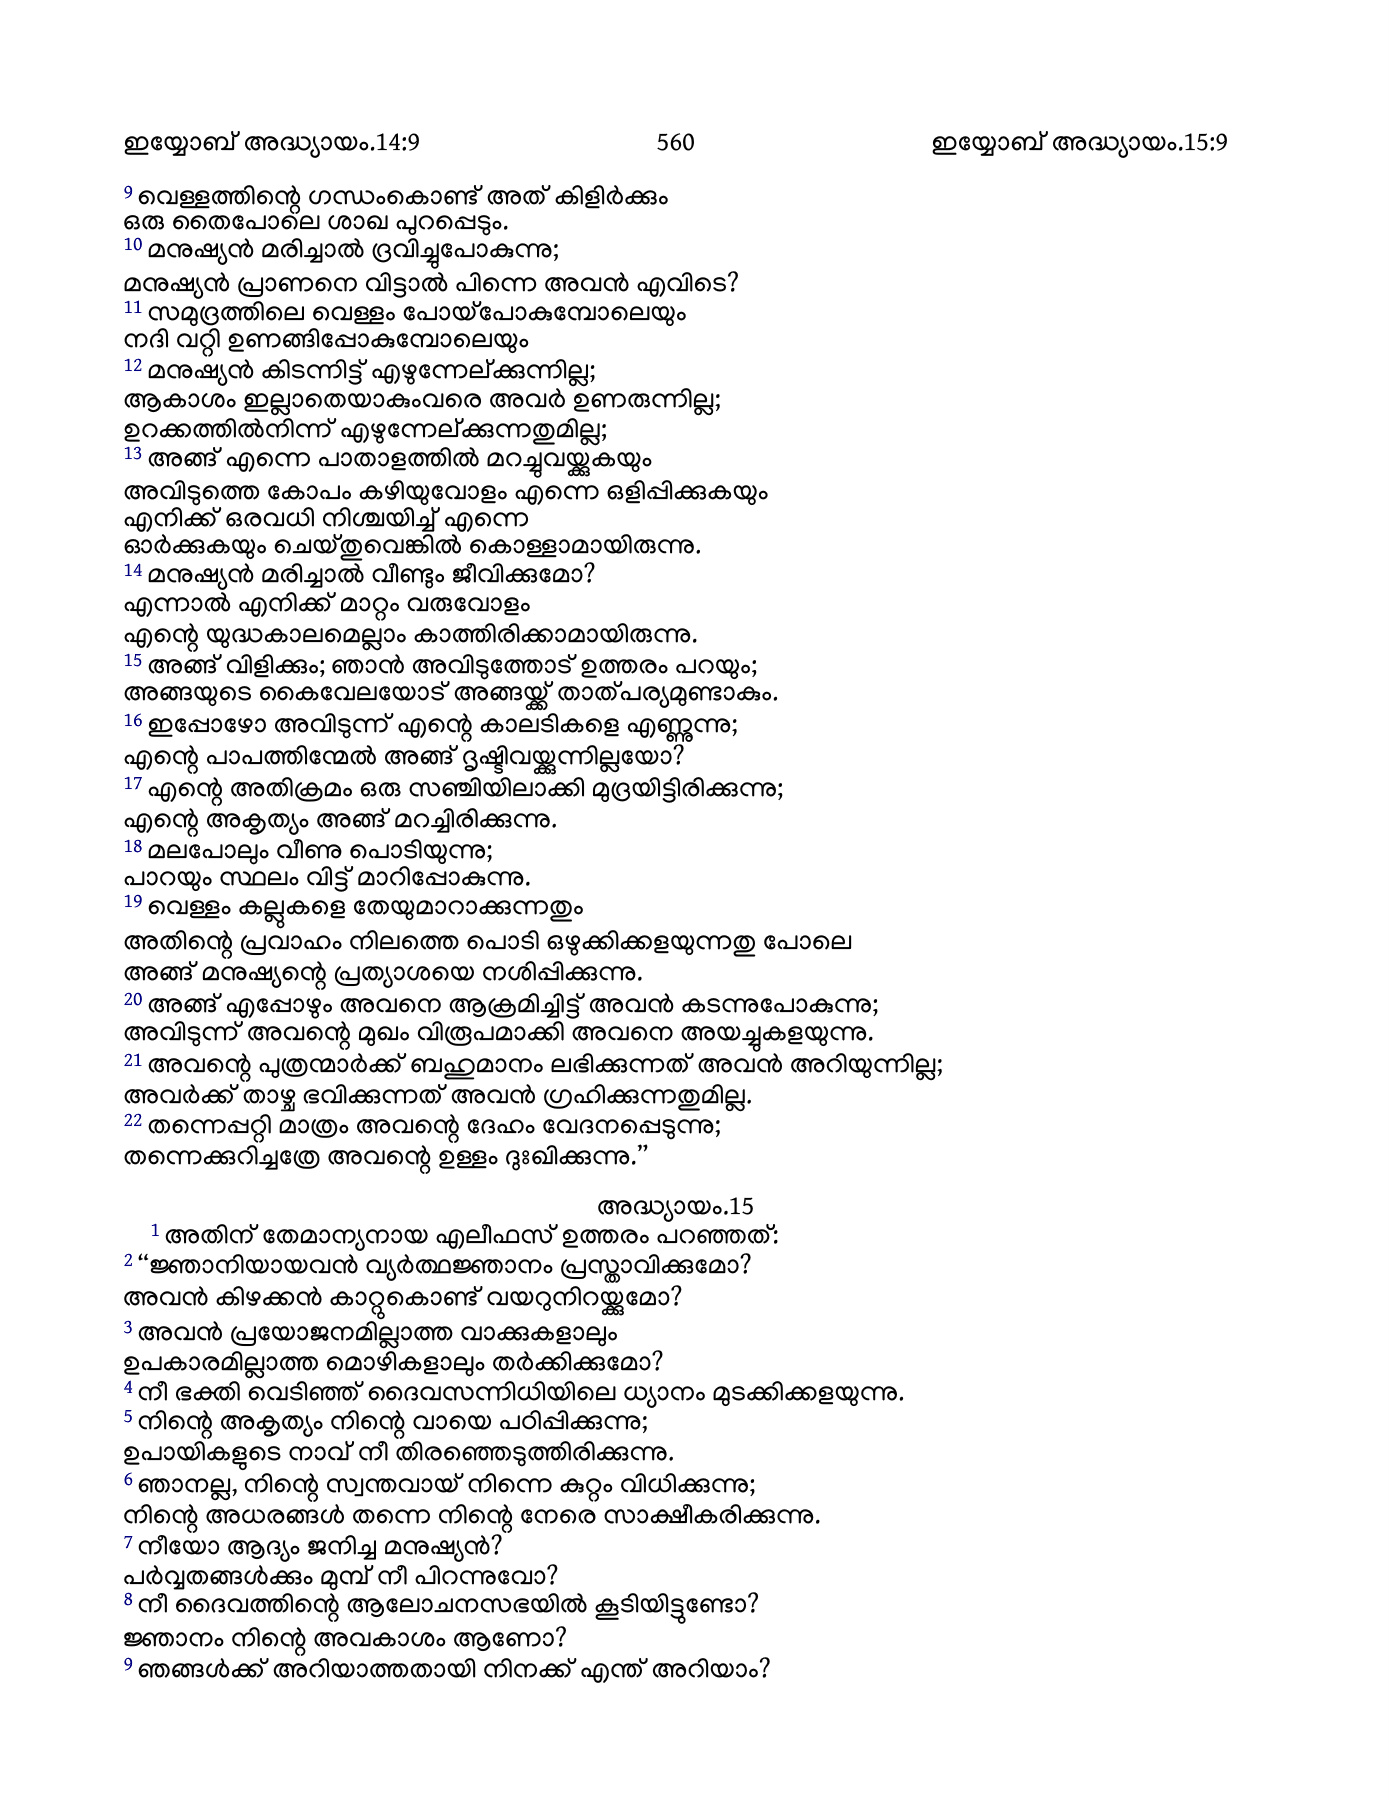 ഇയ്യോബ് അദ്ധ്യായം.14:9 560 ഇയ്യോബ് അദ്ധ്യായം.15:9
9 വെള്ളത്തിന്റെ ഗന്ധംകൊണ്ട് അത് കിളിർക്കും
ഒരു തൈപോലെ ശാഖ പുറപ്പെടും.
10 മനുഷ്യൻ മരിച്ചാൽ ദ്രവിച്ചുപോകുന്നു;
മനുഷ്യൻ പ്രാണനെ വിട്ടാൽ പിന്നെ അവൻ എവിടെ?
11 സമുദ്രത്തിലെ വെള്ളം പോയ്പോകുമ്പോലെയും
നദി വറ്റി ഉണങ്ങിപ്പോകുമ്പോലെയും
12 മനുഷ്യൻ കിടന്നിട്ട് എഴുന്നേല്ക്കുന്നില്ല;
ആകാശം ഇല്ലാതെയാകുംവരെ അവർ ഉണരുന്നില്ല;
ഉറക്കത്തിൽനിന്ന് എഴുന്നേല്ക്കുന്നതുമില്ല;
13 അങ്ങ് എന്നെ പാതാളത്തിൽ മറച്ചുവയ്ക്കുകയും
അവിടുത്തെ കോപം കഴിയുവോളം എന്നെ ഒളിപ്പിക്കുകയും
എനിക്ക് ഒരവധി നിശ്ചയിച്ച് എന്നെ
ഓർക്കുകയും ചെയ്തുവെങ്കിൽ കൊള്ളാമായിരുന്നു.
14 മനുഷ്യൻ മരിച്ചാൽ വീണ്ടും ജീവിക്കുമോ?
എന്നാൽ എനിക്ക് മാറ്റം വരുവോളം
എന്റെ യുദ്ധകാലമെല്ലാം കാത്തിരിക്കാമായിരുന്നു.
15 അങ്ങ് വിളിക്കും; ഞാൻ അവിടുത്തോട് ഉത്തരം പറയും;
അങ്ങയുടെ കൈവേലയോട് അങ്ങയ്ക്ക് താത്പര്യമുണ്ടാകും.
16 ഇപ്പോഴോ അവിടുന്ന് എന്റെ കാലടികളെ എണ്ണുന്നു;
എന്റെ പാപത്തിന്മേൽ അങ്ങ് ദൃഷ്ടിവയ്ക്കുന്നില്ലയോ?
17 എന്റെ അതിക്രമം ഒരു സഞ്ചിയിലാക്കി മുദ്രയിട്ടിരിക്കുന്നു;
എന്റെ അകൃത്യം അങ്ങ് മറച്ചിരിക്കുന്നു.
18 മലപോലും വീണു പൊടിയുന്നു;
പാറയും സ്ഥലം വിട്ട് മാറിപ്പോകുന്നു.
19 വെള്ളം കല്ലുകളെ തേയുമാറാക്കുന്നതും
അതിന്റെ പ്രവാഹം നിലത്തെ പൊടി ഒഴുക്കിക്കളയുന്നതു പോലെ
അങ്ങ് മനുഷ്യന്റെ പ്രത്യാശയെ നശിപ്പിക്കുന്നു.
20 അങ്ങ് എപ്പോഴും അവനെ ആക്രമിച്ചിട്ട് അവൻ കടന്നുപോകുന്നു;
അവിടുന്ന് അവന്റെ മുഖം വിരൂപമാക്കി അവനെ അയച്ചുകളയുന്നു.
21 അവന്റെ പുത്രന്മാർക്ക് ബഹുമാനം ലഭിക്കുന്നത് അവൻ അറിയുന്നില്ല;
അവർക്ക് താഴ്ച ഭവിക്കുന്നത് അവൻ ഗ്രഹിക്കുന്നതുമില്ല.
22 തന്നെപ്പറ്റി മാത്രം അവന്റെ ദേഹം വേദനപ്പെടുന്നു;
തന്നെക്കുറിച്ചത്രേ അവന്റെ ഉള്ളം ദുഃഖിക്കുന്നു.”
അദ്ധ്യായം.15
1 അതിന് തേമാന്യനായ എലീഫസ് ഉത്തരം പറഞ്ഞത്:
2 “ജ്ഞാനിയായവൻ വ്യർത്ഥജ്ഞാനം പ്രസ്താവിക്കുമോ?
അവൻ കിഴക്കൻ കാറ്റുകൊണ്ട് വയറുനിറയ്ക്കുമോ?
3 അവൻ പ്രയോജനമില്ലാത്ത വാക്കുകളാലും
ഉപകാരമില്ലാത്ത മൊഴികളാലും തർക്കിക്കുമോ?
4 നീ ഭക്തി വെടിഞ്ഞ് ദൈവസന്നിധിയിലെ ധ്യാനം മുടക്കിക്കളയുന്നു.
5 നിന്റെ അകൃത്യം നിന്റെ വായെ പഠിപ്പിക്കുന്നു;
ഉപായികളുടെ നാവ് നീ തിരഞ്ഞെടുത്തിരിക്കുന്നു.
6 ഞാനല്ല, നിന്റെ സ്വന്തവായ് നിന്നെ കുറ്റം വിധിക്കുന്നു;
നിന്റെ അധരങ്ങൾ തന്നെ നിന്റെ നേരെ സാക്ഷീകരിക്കുന്നു.
7 നീയോ ആദ്യം ജനിച്ച മനുഷ്യൻ?
പർവ്വതങ്ങൾക്കും മുമ്പ് നീ പിറന്നുവോ?
8 നീ ദൈവത്തിന്റെ ആലോചനസഭയിൽ കൂടിയിട്ടുണ്ടോ?
ജ്ഞാനം നിന്റെ അവകാശം ആണോ?
9 ഞങ്ങൾക്ക് അറിയാത്തതായി നിനക്ക് എന്ത് അറിയാം?